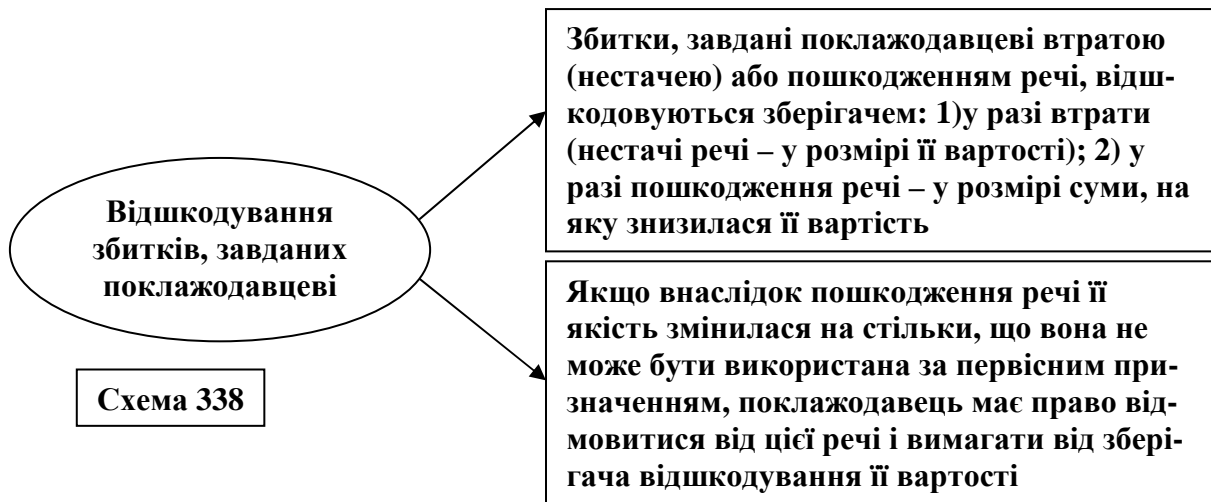 Збитки, завдані поклажодавцеві втратою
(нестачею) або пошкодженням речі, відш-
кодовуються зберігачем: 1)у разі втрати
(нестачі речі – у розмірі її вартості); 2) у
разі пошкодження речі – у розмірі суми, на
яку знизилася її вартість
Відшкодування
збитків, завданих
поклажодавцеві
Якщо внаслідок пошкодження речі її
якість змінилася на стільки, що вона не
може бути використана за первісним при-
значенням, поклажодавець має право від-
мовитися від цієї речі і вимагати від збері-
гача відшкодування її вартості
Схема 338